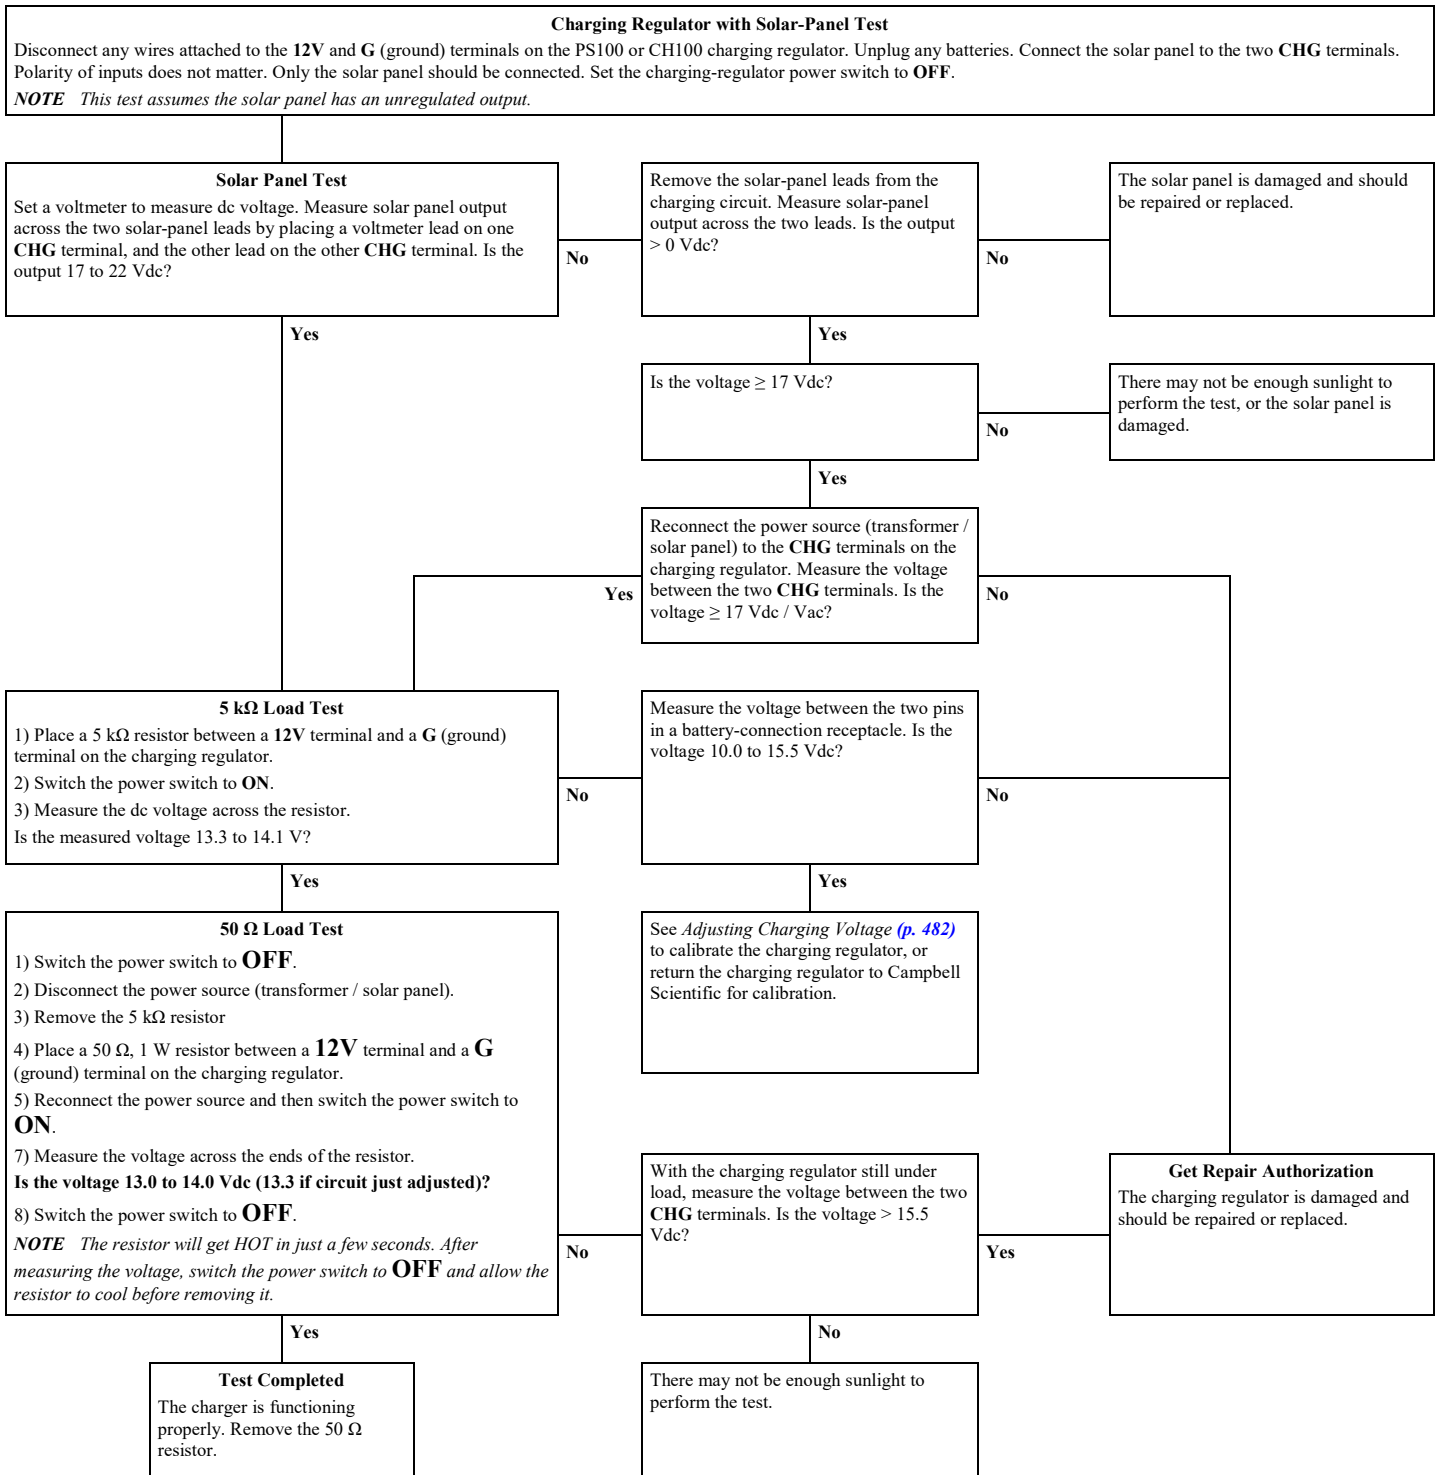 Charging Regulator with Solar-Panel Test
Disconnect any wires attached to the 12V and G (ground) terminals on the PS100 or CH100 charging regulator. Unplug any batteries. Connect the solar panel to the two CHG terminals.
Polarity of inputs does not matter. Only the solar panel should be connected. Set the charging-regulator power switch to OFF.
NOTE This test assumes the solar panel has an unregulated output.
Solar Panel Test
Set a voltmeter to measure dc voltage. Measure solar panel output
across the two solar-panel leads by placing a voltmeter lead on one
CHG terminal, and the other lead on the other CHG terminal. Is the
output 17 to 22 Vdc?
No
Remove the solar-panel leads from the
charging circuit. Measure solar-panel
output across the two leads. Is the output
> 0 Vdc?
No
The solar panel is damaged and should
be repaired or replaced.
Yes
Yes
Is the voltage ≥ 17 Vdc?
No
There may not be enough sunlight to
perform the test, or the solar panel is
damaged.
Yes
Reconnect the power source (transformer /
solar panel) to the CHG terminals on the
charging regulator. Measure the voltage
between the two CHG terminals. Is the
voltage ≥ 17 Vdc / Vac?
Yes
No
5 kΩ Load Test
1) Place a 5 kΩ resistor between a 12V terminal and a G (ground)
terminal on the charging regulator.
2) Switch the power switch to ON.
3) Measure the dc voltage across the resistor.
Is the measured voltage 13.3 to 14.1 V?
No
Measure the voltage between the two pins
in a battery-connection receptacle. Is the
voltage 10.0 to 15.5 Vdc?
No
Yes
Yes
50 Ω Load Test
1) Switch the power switch to OFF.
2) Disconnect the power source (transformer / solar panel).
3) Remove the 5 kΩ resistor
4) Place a 50 Ω, 1 W resistor between a 12V terminal and a G
(ground) terminal on the charging regulator.
5) Reconnect the power source and then switch the power switch to
ON.
7) Measure the voltage across the ends of the resistor.
Is the voltage 13.0 to 14.0 Vdc (13.3 if circuit just adjusted)?
8) Switch the power switch to OFF.
NOTE The resistor will get HOT in just a few seconds. After
measuring the voltage, switch the power switch to OFF and allow the
resistor to cool before removing it.
See Adjusting Charging Voltage (p. 482)
to calibrate the charging regulator, or
return the charging regulator to Campbell
Scientific for calibration.
No
With the charging regulator still under
load, measure the voltage between the two
CHG terminals. Is the voltage > 15.5
Vdc?
Yes
Get Repair Authorization
The charging regulator is damaged and
should be repaired or replaced.
Yes
No
Test Completed
The charger is functioning
properly. Remove the 50 Ω
resistor.
There may not be enough sunlight to
perform the test.